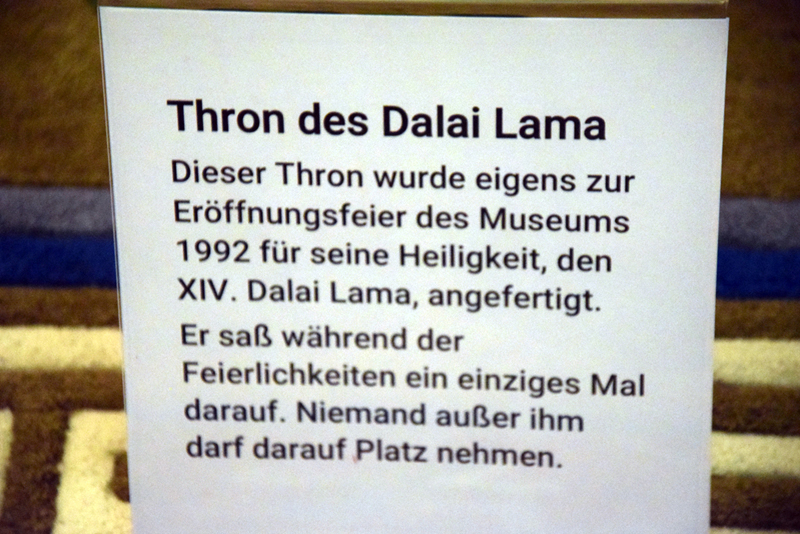 Thron des Dalai Lama
Dieser Thron wurde eigens zur
Eröffnungsfeier des Museums
1992 für seine Heiligkeit, den
XIV. Dalai Lama, angefertigt.
Er saß während der
Feierlichkeiten ein einziges Mal
darauf. Niemand außer ihm
darf darauf Platz nehmen.